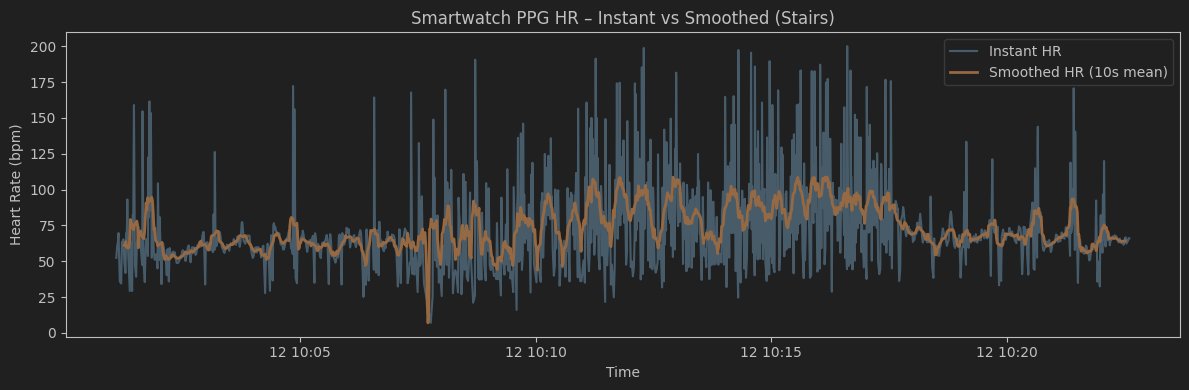 Smartwatch PPG HR – Instant vs Smoothed (Stairs)
Instant HR
Smoothed HR (10s mean)
Heart Rate (bpm)
200
175
150
125
100
75
50
25
0
12 10:05
12 10:10
12 10:15
12 10:20
Time